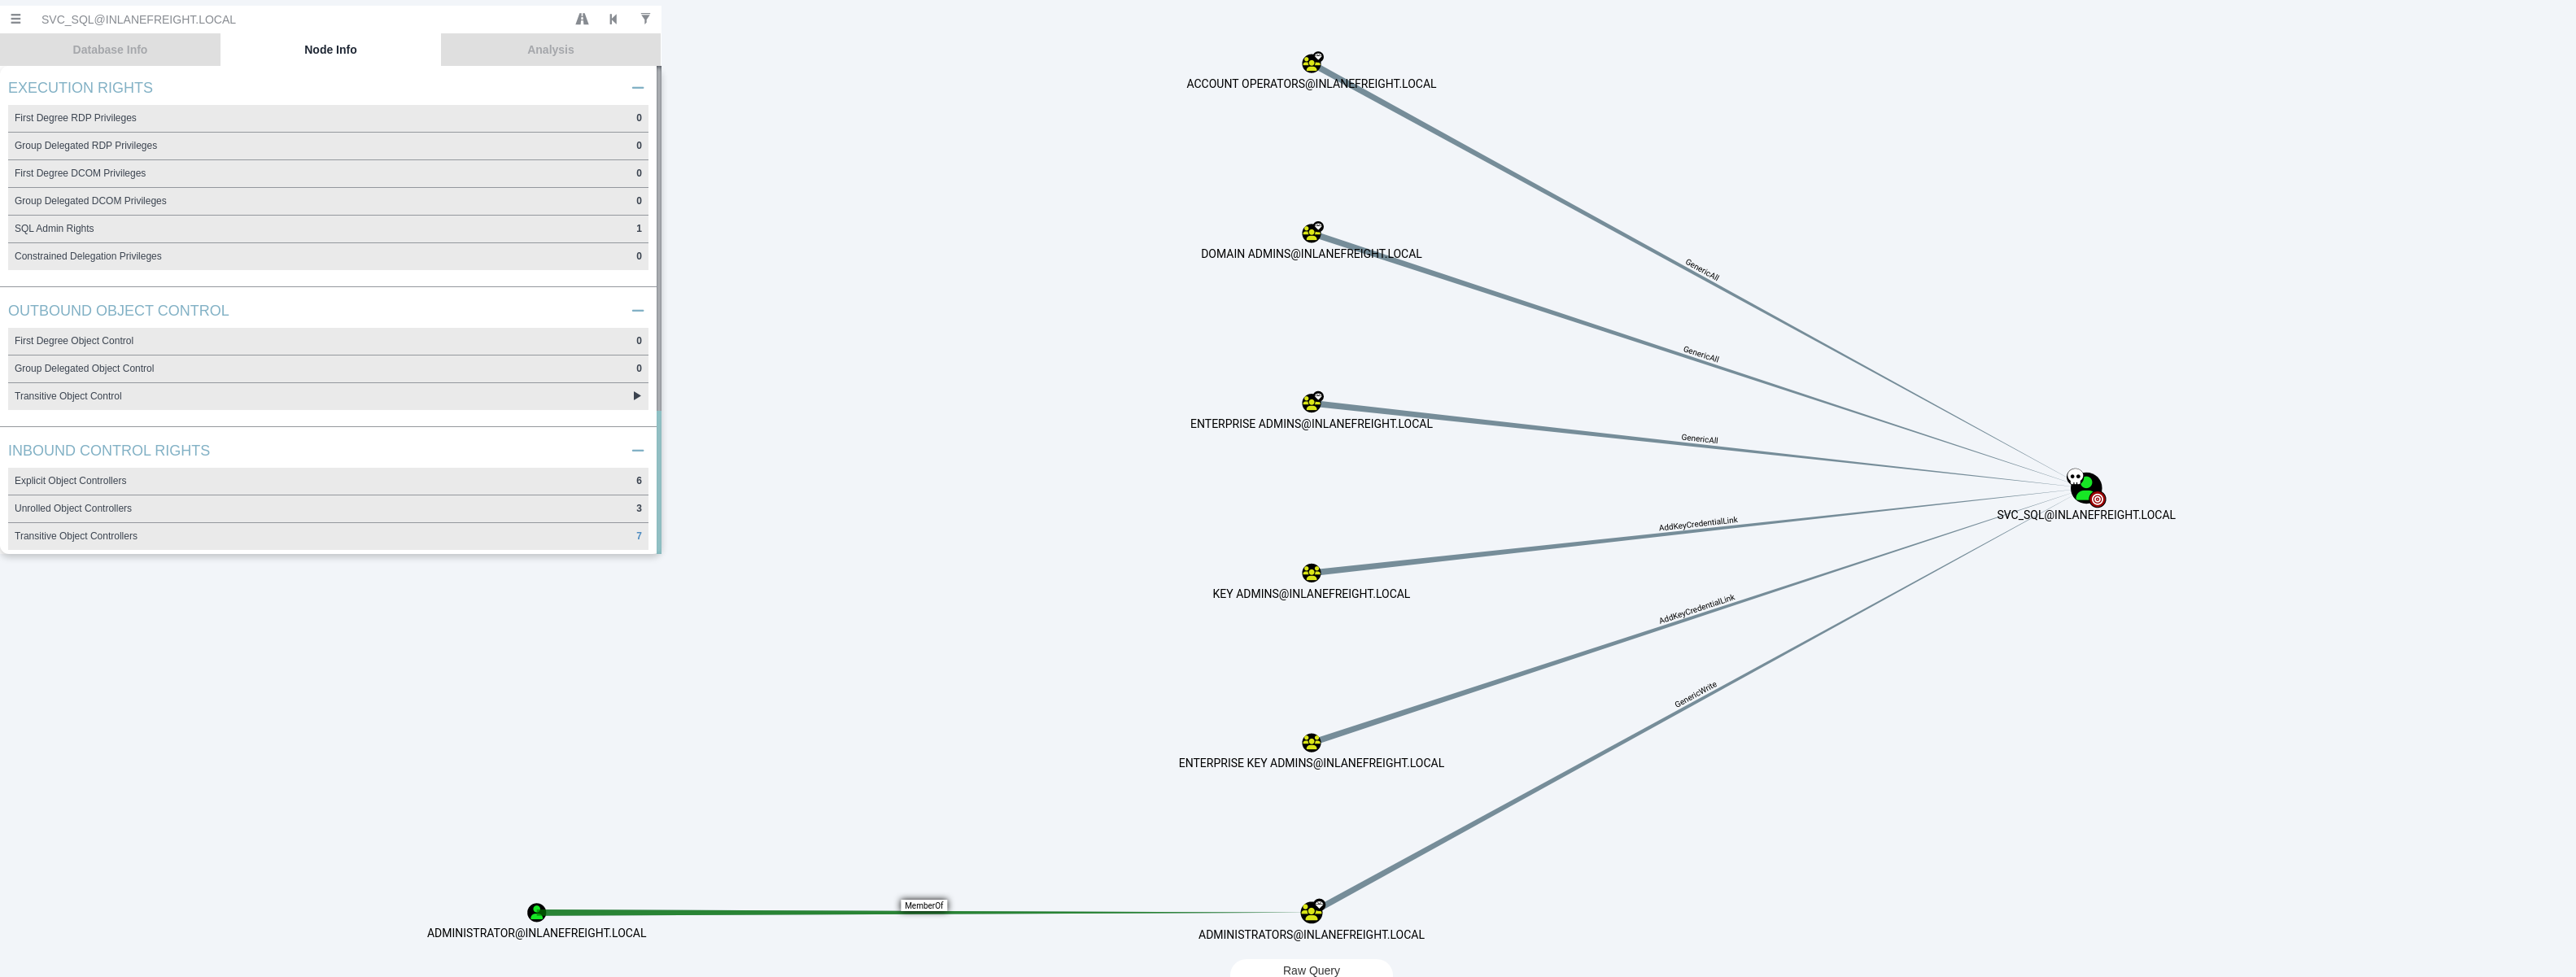 SVC_SQL@INLANEFREIGHT.LOCAL
Database Info
Node Info
Analysis
EXECUTION RIGHTS
First Degree RDP Privileges 0
Group Delegated RDP Privileges 0
First Degree DCOM Privileges 0
Group Delegated DCOM Privileges 0
SQL Admin Rights 1
Constrained Delegation Privileges 0
OUTBOUND OBJECT CONTROL
First Degree Object Control 0
Group Delegated Object Control 0
Transitive Object Control
INBOUND CONTROL RIGHTS
Explicit Object Controllers 6
Unrolled Object Controllers 3
Transitive Object Controllers 7
ACCOUNT OPERATORS@INLANEFREIGHT.LOCAL
GenericAll
DOMAIN ADMINS@INLANEFREIGHT.LOCAL
GenericAll
ENTERPRISE ADMINS@INLANEFREIGHT.LOCAL
GenericAll
SVC_SQL@INLANEFREIGHT.LOCAL
AddKeyCredentialLink
KEY ADMINS@INLANEFREIGHT.LOCAL
AddKeyCredentialLink
ENTERPRISE KEY ADMINS@INLANEFREIGHT.LOCAL
GenericWrite
MemberOf
ADMINISTRATOR@INLANEFREIGHT.LOCAL
ADMINISTRATORS@INLANEFREIGHT.LOCAL
Raw Query